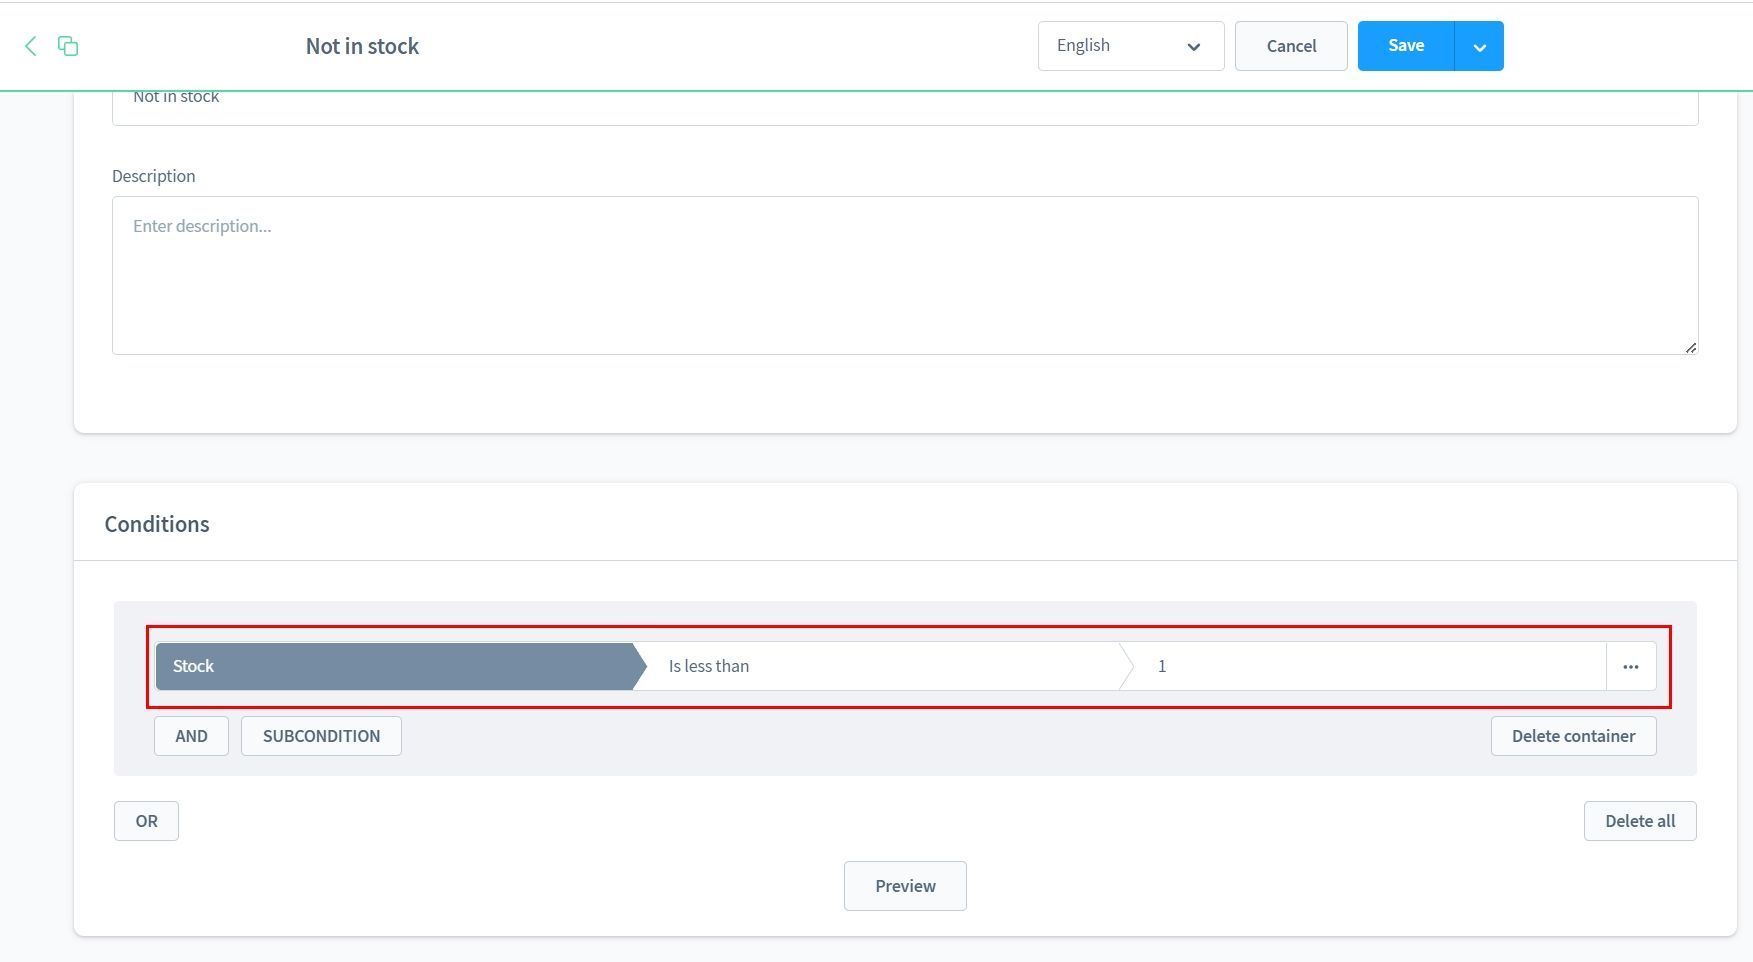 Not in stock
English
Cancel
Save
Not in stock
Description
Enter description...
Conditions
Stock
Is less than
1
AND
SUBCONDITION
Delete container
OR
Delete all
Preview